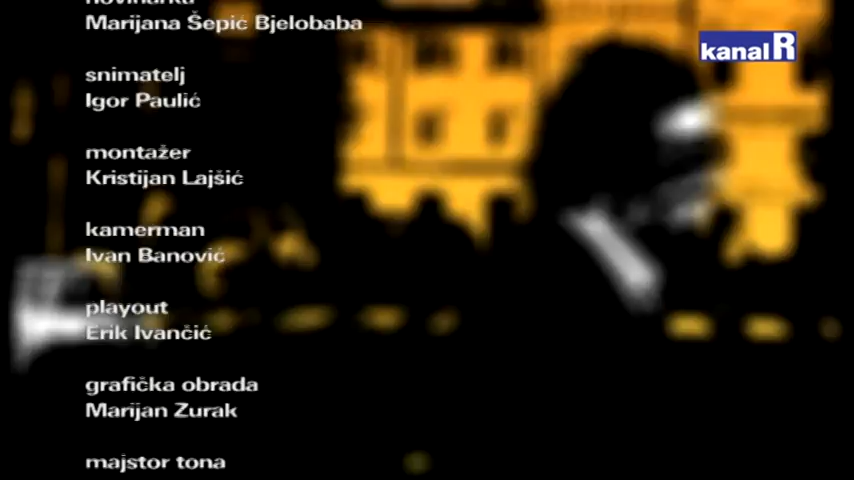 novinarka
Marijana Šepić Bjelobaba
kanal R
snimatelj
Igor Paulić
montažer
Kristijan Lajšić
kamerman
Ivan Banović
playout
Erik Ivančić
grafička obrada
Marijan Zurak
majstor tona